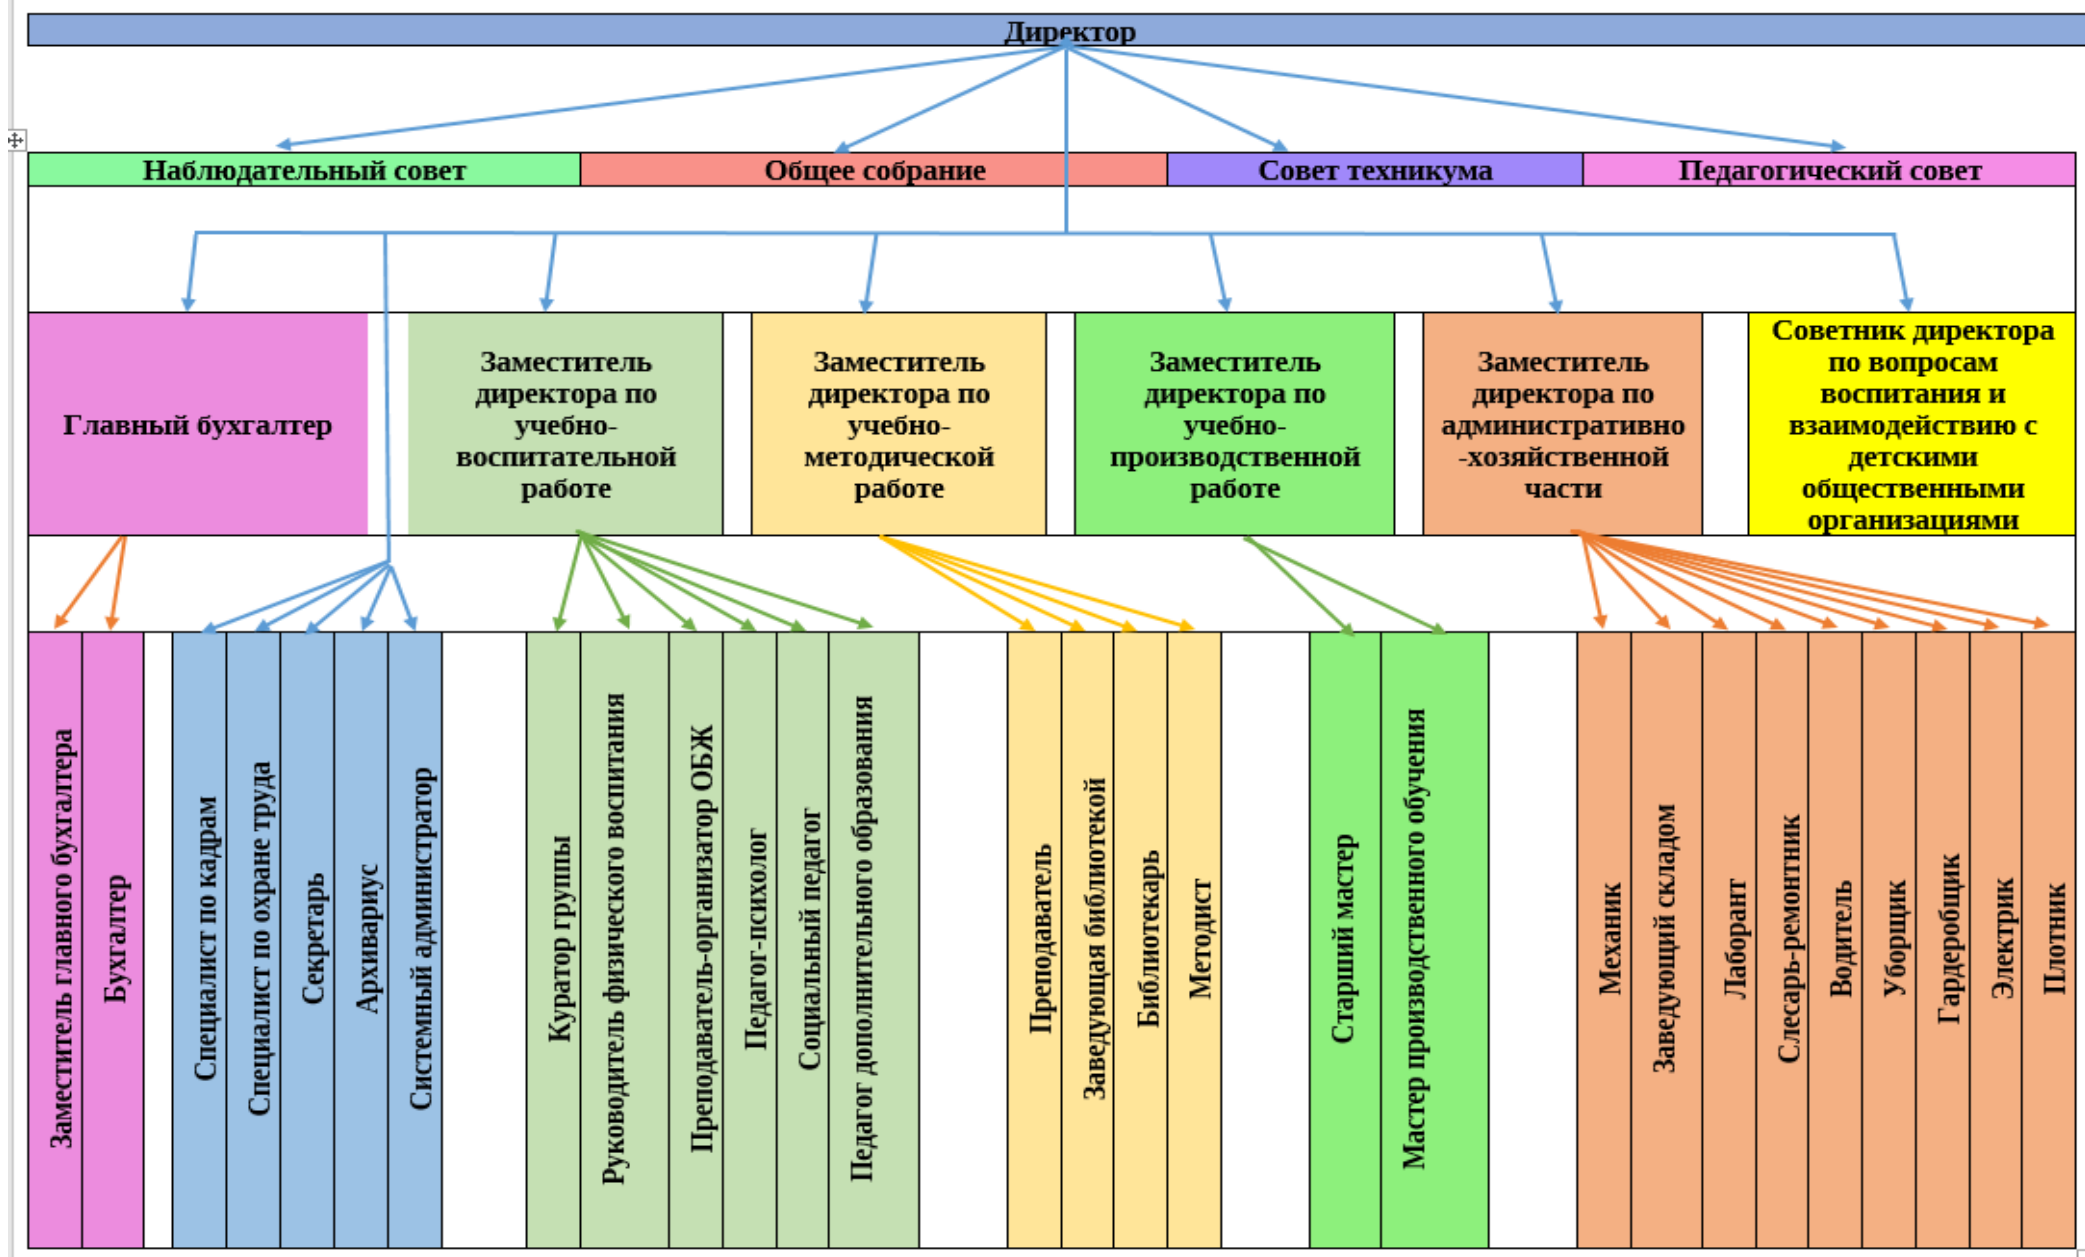 Директор
Наблюдательный совет
Общее собрание
Совет техникума
Педагогический совет
Главный бухгалтер
Заместитель
директора по
учебно-
воспитательной
работе
Заместитель
директора по
учебно-
методической
работе
Заместитель
директора по
учебно-
производственной
работе
Заместитель
директора по
административно
-хозяйственной
части
Советник директора
по вопросам
воспитания и
взаимодействию с
детскими
общественными
организациями
Заместитель главного бухгалтера
Бухгалтер
Специалист по кадрам
Специалист по охране труда
Секретарь
Архивариус
Системный администратор
Куратор группы
Руководитель физического воспитания
Преподаватель-организатор ОБЖ
Педагог-психолог
Социальный педагог
Педагог дополнительного образования
Преподаватель
Заведующая библиотекой
Библиотекарь
Методист
Старший мастер
Мастер производственного обучения
Механик
Заведующий складом
Лаборант
Слесарь-ремонтник
Водитель
Уборщик
Гардеробщик
Электрик
Плотник